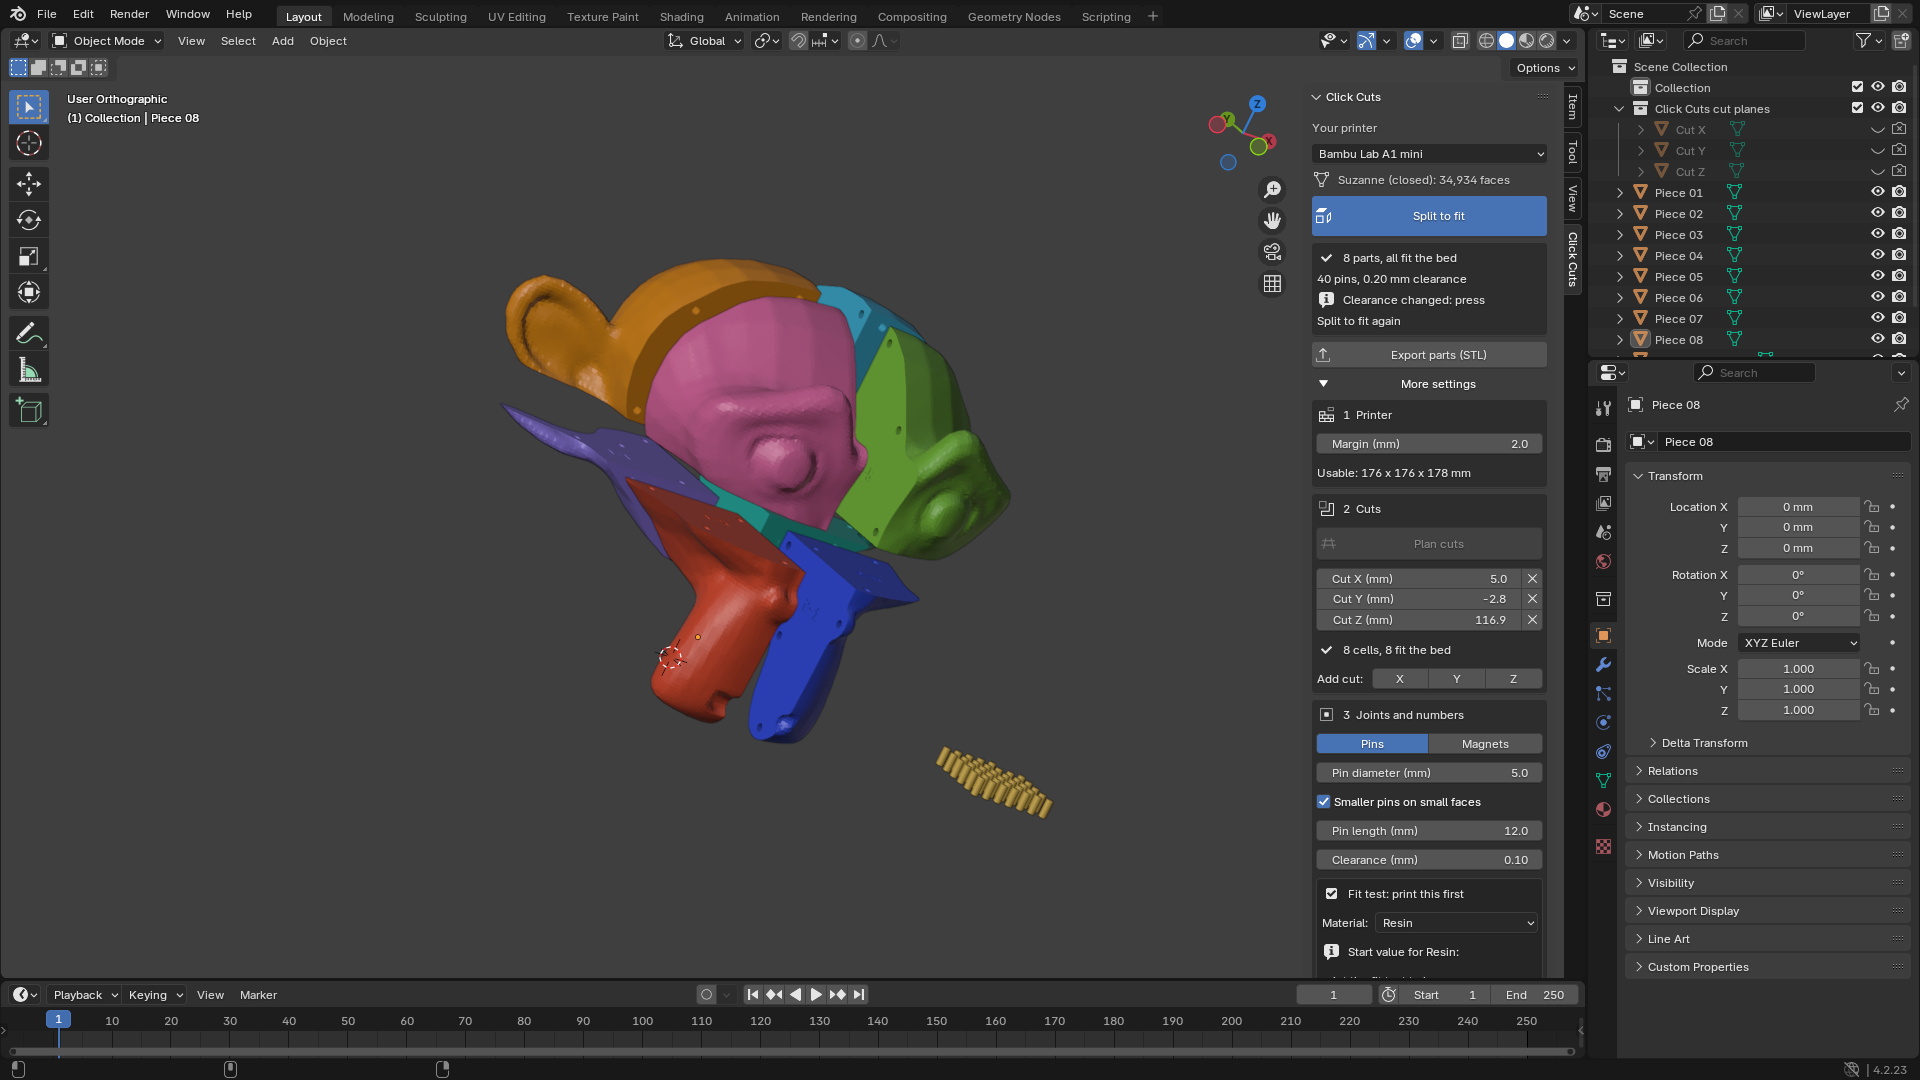 File Edit Render Window Help Layout Modeling Sculpting UV Editing Texture Paint Shading Animation Rendering Compositing Geometry Nodes Scripting Scene ViewLayer
Object Mode View Select Add Object Global Search
Options
User Orthographic
(1) Collection | Piece 08
Z
Y
X
Click Cuts
Your printer
Bambu Lab A1 mini
Suzanne (closed): 34,934 faces
Split to fit
8 parts, all fit the bed
40 pins, 0.20 mm clearance
Clearance changed: press
Split to fit again
Export parts (STL)
More settings
1 Printer
Margin (mm) 2.0
Usable: 176 x 176 x 178 mm
2 Cuts
Plan cuts
Cut X (mm) 5.0
Cut Y (mm) -2.8
Cut Z (mm) 116.9
8 cells, 8 fit the bed
Add cut: X Y Z
3 Joints and numbers
Pins Magnets
Pin diameter (mm) 5.0
Smaller pins on small faces
Pin length (mm) 12.0
Clearance (mm) 0.10
Fit test: print this first
Material: Resin
Start value for Resin:
Item
Tool
View
Click Cuts
Scene Collection
Collection
Click Cuts cut planes
Cut X
Cut Y
Cut Z
Piece 01
Piece 02
Piece 03
Piece 04
Piece 05
Piece 06
Piece 07
Piece 08
Search
Piece 08
Piece 08
Transform
Location X 0 mm
Y 0 mm
Z 0 mm
Rotation X 0°
Y 0°
Z 0°
Mode XYZ Euler
Scale X 1.000
Y 1.000
Z 1.000
Delta Transform
Relations
Collections
Instancing
Motion Paths
Visibility
Viewport Display
Line Art
Custom Properties
Playback Keying View Marker 1 Start 1 End 250
1 10 20 30 40 50 60 70 80 90 100 110 120 130 140 150 160 170 180 190 200 210 220 230 240 250
4.2.23